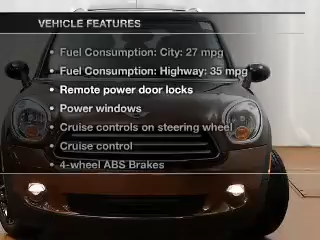 VEHICLE FEATURES
• Fuel Consumption: City: 27 mpg
• Fuel Consumption: Highway: 35 mpg
• Remote power door locks
• Power windows
• Cruise controls on steering wheel
• Cruise control
• 4-wheel ABS Brakes